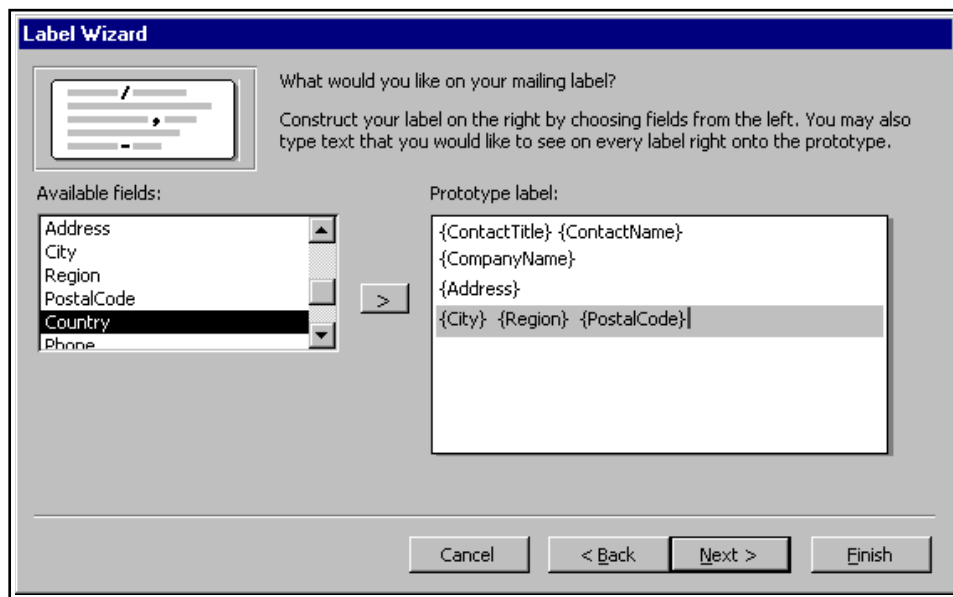 Label Wizard
What would you like on your mailing label?
Construct your label on the right by choosing fields from the left. You may also
type text that you would like to see on every label right onto the prototype.
Available fields:
Address
City
Region
PostalCode
Country
Phone
>
Prototype label:
{ContactTitle} {ContactName}
{CompanyName}
{Address}
{City} {Region} {PostalCode}
Cancel
< Back
Next >
Finish